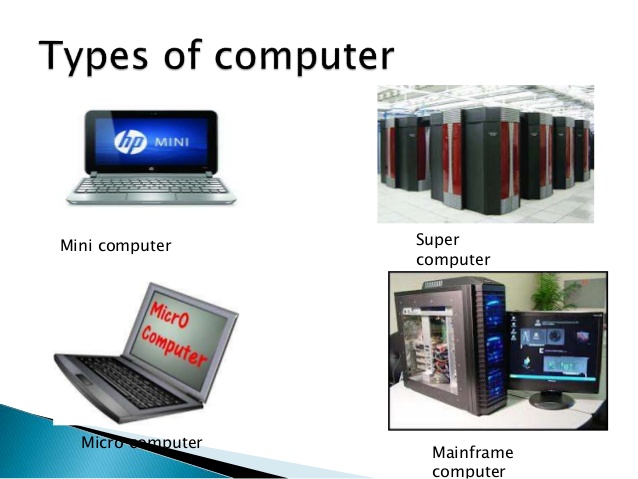 Types of computer
hp MINI
Mini computer
Super
computer
MicrO
Computer
Micro computer
Mainframe
computer